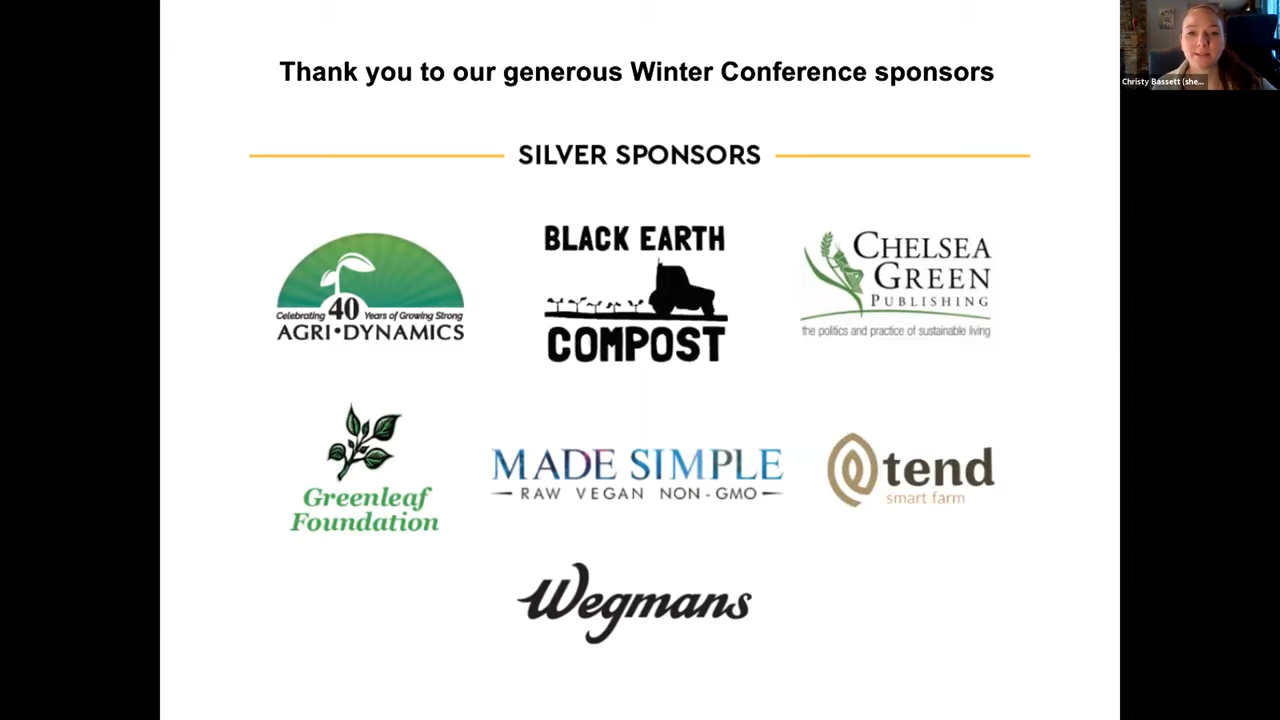 Thank you to our generous Winter Conference sponsors
Christy Bassett (she...
SILVER SPONSORS
Celebrating 40 Years of Growing Strong
AGRI•DYNAMICS
BLACK EARTH
COMPOST
CHELSEA
GREEN
PUBLISHING
the politics and practice of sustainable living
Greenleaf
Foundation
MADE SIMPLE
RAW VEGAN NON-GMO
tend
smart farm
Wegmans